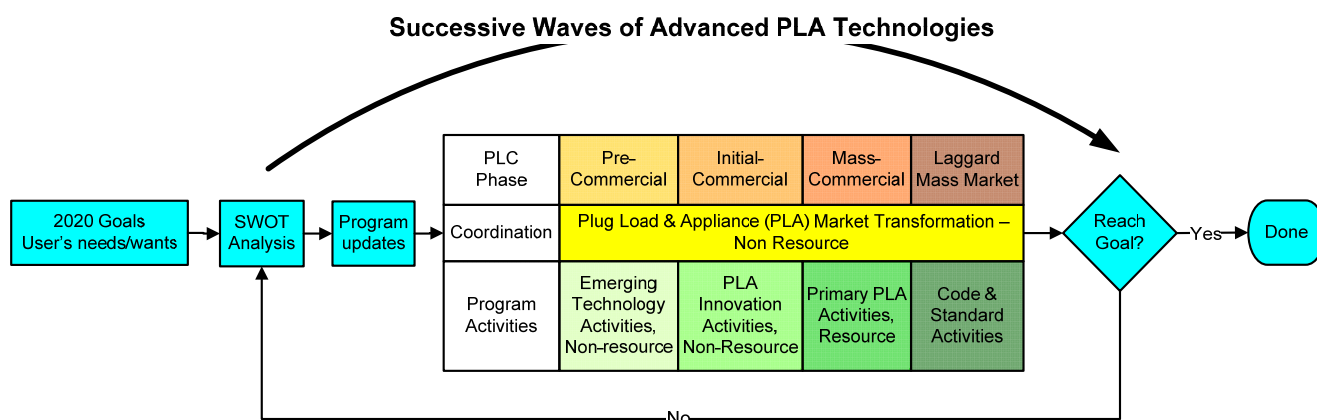 Successive Waves of Advanced PLA Technologies
2020 Goals
User's needs/wants
SWOT
Analysis
Program
updates
PLC
Phase
Pre-
Commercial
Initial-
Commercial
Mass-
Commercial
Laggard
Mass Market
Coordination
Plug Load & Appliance (PLA) Market Transformation –
Non Resource
Program
Activities
Emerging
Technology
Activities,
Non-resource
PLA
Innovation
Activities,
Non-Resource
Primary PLA
Activities,
Resource
Code &
Standard
Activities
Reach
Goal?
Yes
Done
No